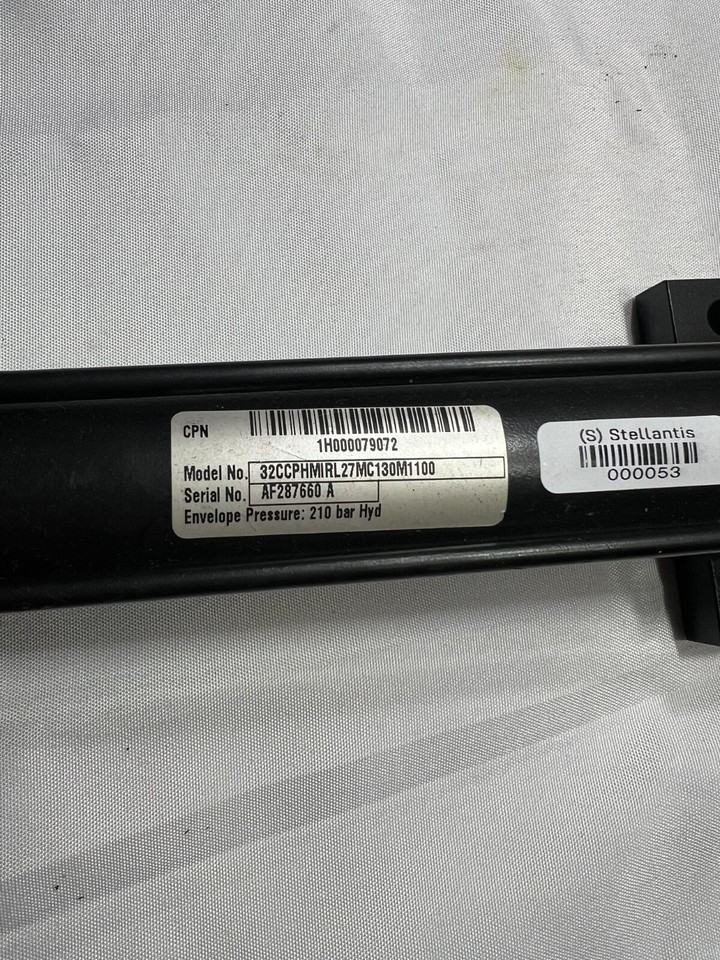 CPN
1H000079072
Model No. 32CCPHMIRL27MC130M1100
Serial No. AF287660 A
Envelope Pressure: 210 bar Hyd
(S) Stellantis
000053